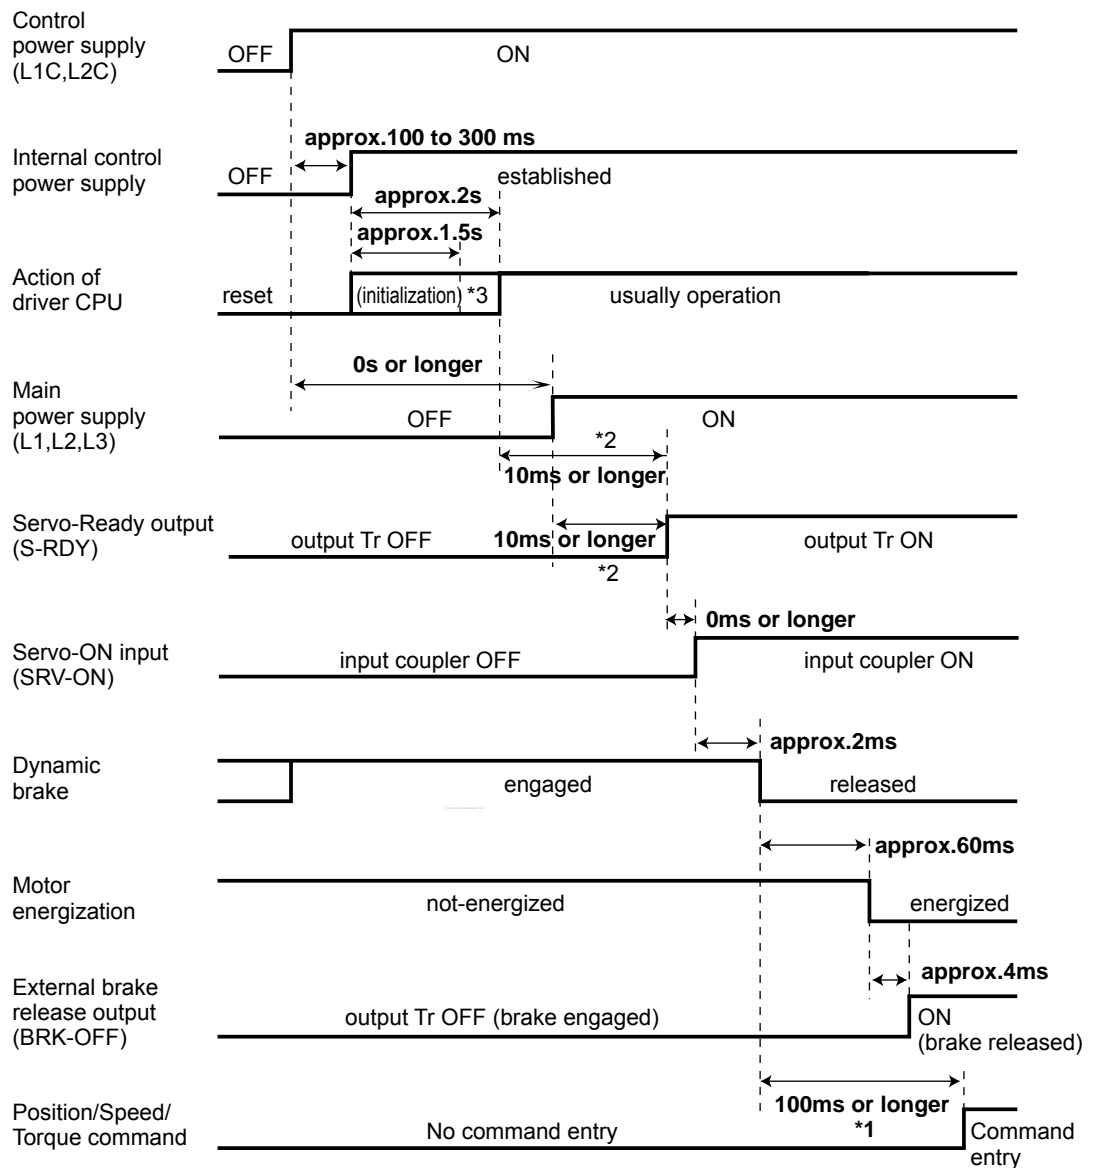 Control
power supply
(L1C,L2C)
OFF
ON
approx.100 to 300 ms
Internal control
power supply
OFF
established
approx.2s
approx.1.5s
Action of
driver CPU
reset
(initialization) *3
usually operation
0s or longer
Main
power supply
(L1,L2,L3)
OFF
ON
*2
10ms or longer
Servo-Ready output
(S-RDY)
output Tr OFF
10ms or longer
*2
output Tr ON
0ms or longer
Servo-ON input
(SRV-ON)
input coupler OFF
input coupler ON
approx.2ms
Dynamic
brake
engaged
released
approx.60ms
Motor
energization
not-energized
energized
approx.4ms
External brake
release output
(BRK-OFF)
output Tr OFF (brake engaged)
ON
(brake released)
100ms or longer
*1
Position/Speed/
Torque command
No command entry
Command
entry